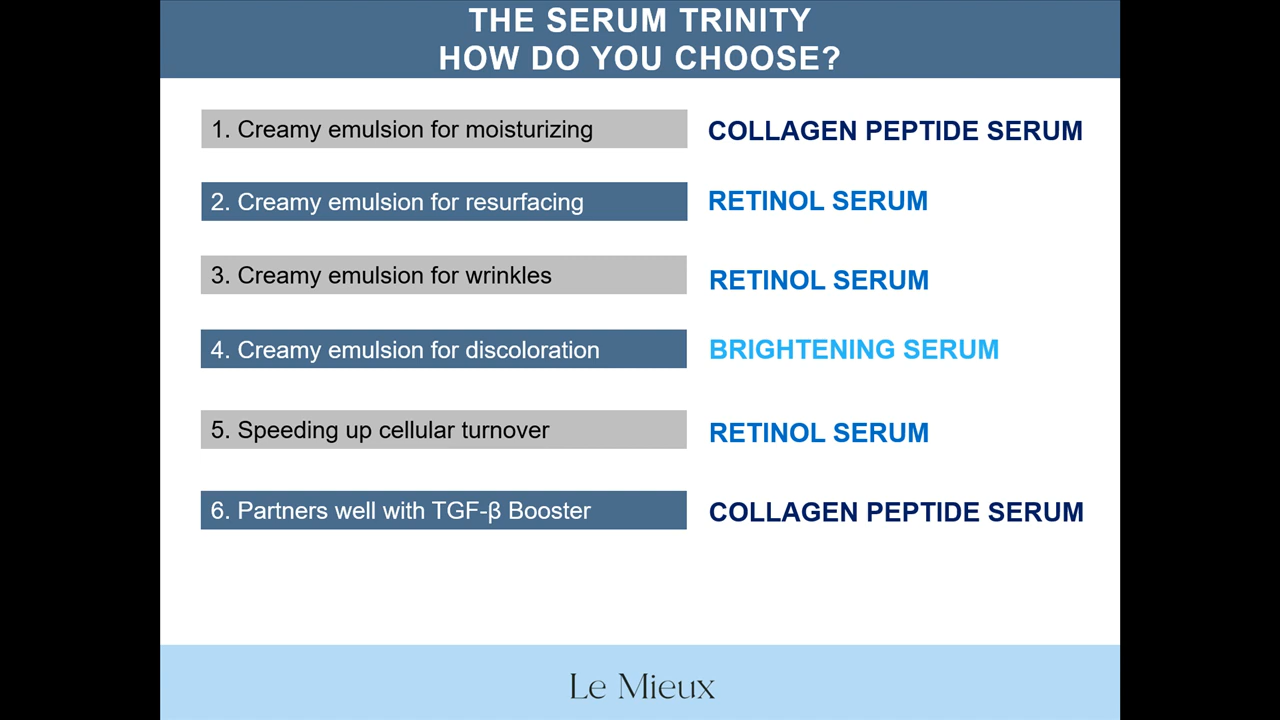 THE SERUM TRINITY
HOW DO YOU CHOOSE?
1. Creamy emulsion for moisturizing COLLAGEN PEPTIDE SERUM
2. Creamy emulsion for resurfacing RETINOL SERUM
3. Creamy emulsion for wrinkles RETINOL SERUM
4. Creamy emulsion for discoloration BRIGHTENING SERUM
5. Speeding up cellular turnover RETINOL SERUM
6. Partners well with TGF-β Booster COLLAGEN PEPTIDE SERUM
Le Mieux